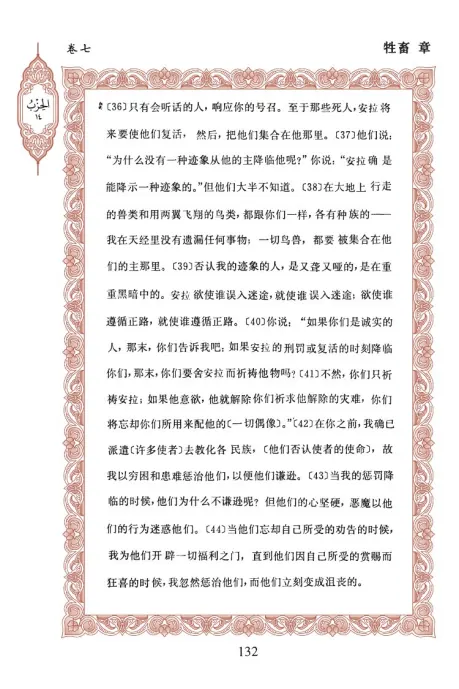 卷七
牲畜 章
الحزب
١٤
〔36〕只有会听话的人，响应你的号召。至于那些死人，安拉将
来要使他们复活，然后，把他们集合在他那里。〔37〕他们说：
“为什么没有一种迹象从他的主降临他呢？”你说：“安拉确是
能降示一种迹象的。”但他们大半不知道。〔38〕在大地上行走
的兽类和用两翼飞翔的鸟类，都跟你们一样，各有种族的——
我在天经里没有遗漏任何事物；一切鸟兽，都要被集合在他
们的主那里。〔39〕否认我的迹象的人，是又聋又哑的，是在重
重黑暗中的。安拉欲使谁误入迷途，就使谁误入迷途；欲使谁
遵循正路，就使谁遵循正路。〔40〕你说：“如果你们是诚实的
人，那末，你们告诉我吧；如果安拉的刑罚或复活的时刻降临
你们，那末，你们要舍安拉而祈祷他物吗？〔41〕不然，你们只祈
祷安拉；如果他意欲，他就解除你们祈求他解除的灾难，你们
将忘却你们所用来配他的〔一切偶像〕。”〔42〕在你之前，我确已
派遣〔许多使者〕去教化各民族，〔他们否认使者的使命〕，故
我以穷困和患难惩治他们，以便他们谦逊。〔43〕当我的惩罚降
临的时候，他们为什么不谦逊呢？但他们的心坚硬，恶魔以他
们的行为迷惑他们。〔44〕当他们忘却自己所受的劝告的时候，
我为他们开辟一切福利之门，直到他们因自己所受的赏赐而
狂喜的时候，我忽然惩治他们，而他们立刻变成沮丧的。
132